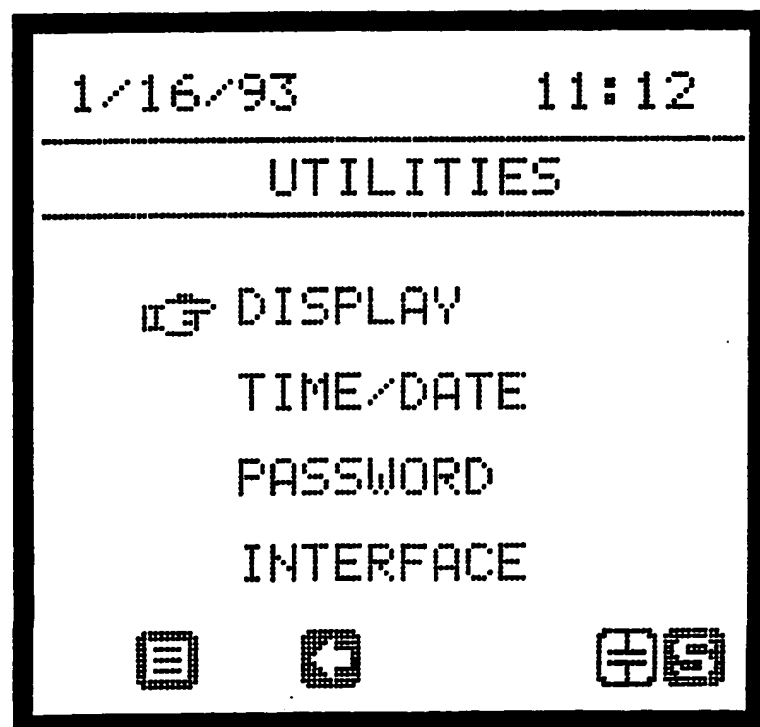 1/16/93 11:12
UTILITIES
DISPLAY
TIME/DATE
PASSWORD
INTERFACE
S